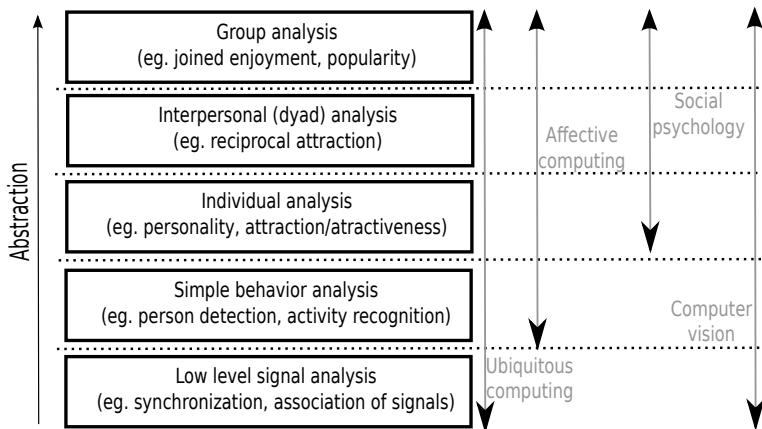 Group analysis
(eg. joined enjoyment, popularity)
Interpersonal (dyad) analysis
(eg. reciprocal attraction)
Individual analysis
(eg. personality, attraction/atractiveness)
Simple behavior analysis
(eg. person detection, activity recognition)
Low level signal analysis
(eg. synchronization, association of signals)
Abstraction
Ubiquitous
computing
Affective
computing
Social
psychology
Computer
vision